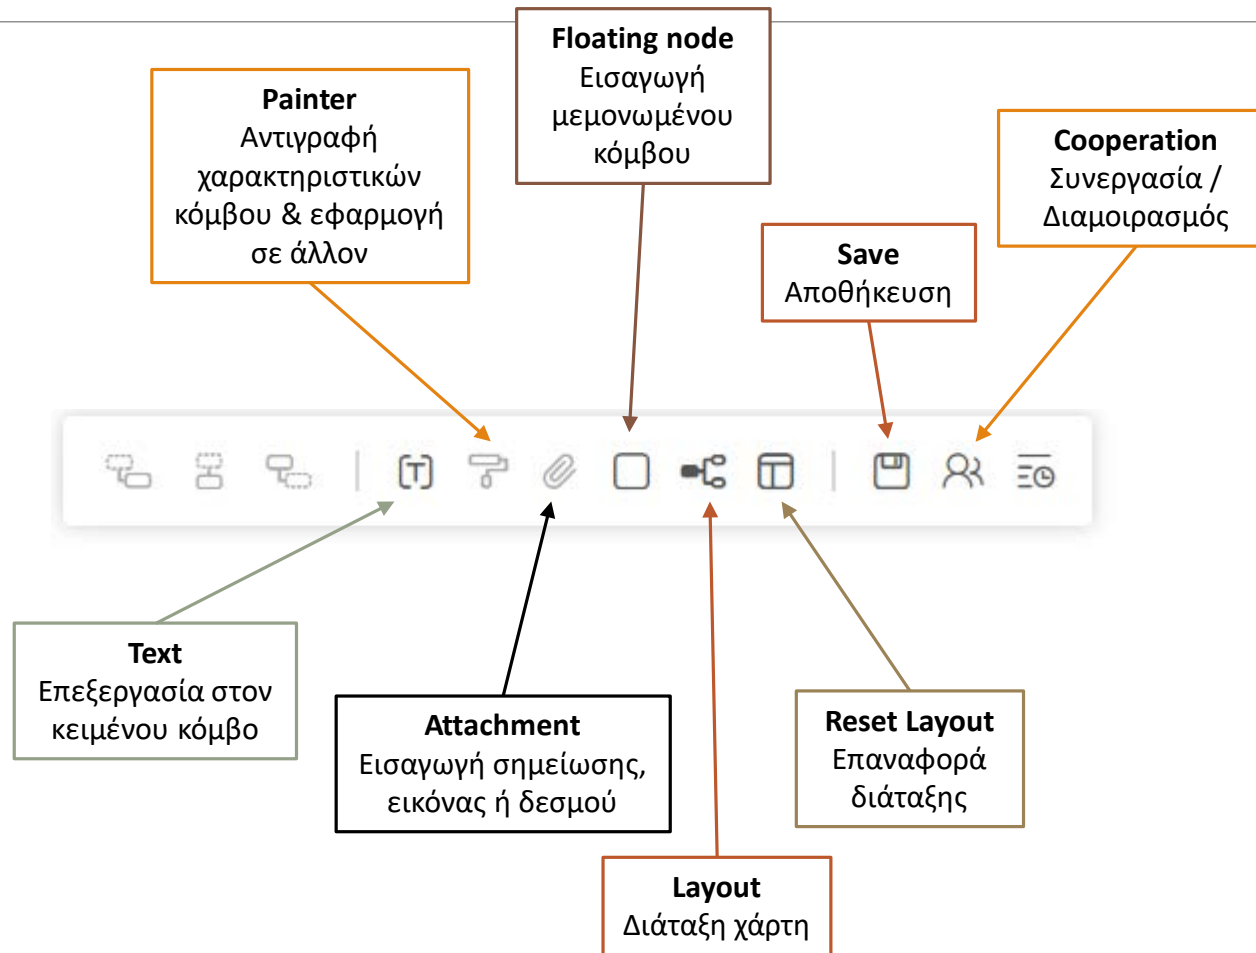 Floating node
Εισαγωγή
μεμονωμένου
κόμβου
Painter
Αντιγραφή
χαρακτηριστικών
κόμβου & εφαρμογή
σε άλλον
Cooperation
Συνεργασία /
Διαμοιρασμός
Save
Αποθήκευση
T
Text
Επεξεργασία στον
κειμένου κόμβο
Attachment
Εισαγωγή σημείωσης,
εικόνας ή δεσμού
Reset Layout
Επαναφορά
διάταξης
Layout
Διάταξη χάρτη